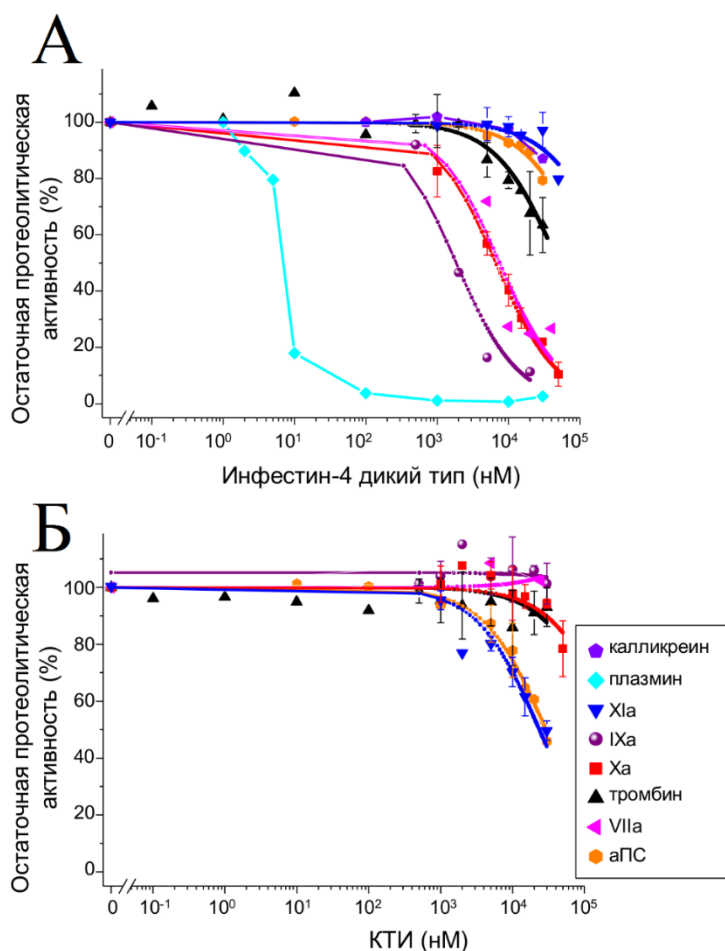 А
Остаточная протеолитическая
активность (%)
120
100
80
60
40
20
0
0 10⁻¹ 10⁰ 10¹ 10² 10³ 10⁴ 10⁵
Инфестин-4 дикий тип (нМ)
Б
Остаточная протеолитическая
активность (%)
120
100
80
60
40
20
0
0 10⁻¹ 10⁰ 10¹ 10² 10³ 10⁴ 10⁵
КТИ
калликреин
плазмин
XIa
IXa
Xa
тромбин
VIIa
аПС